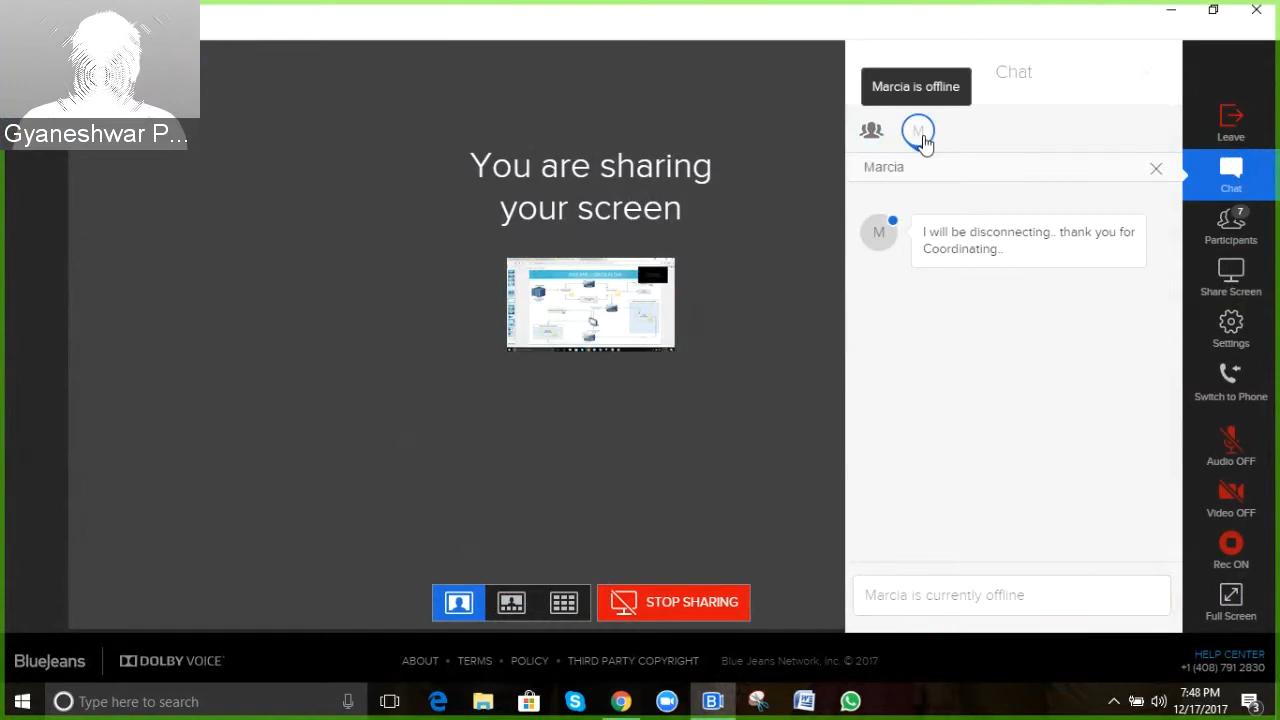 Gyaneshwar P...
Marcia is offline
Chat
M
Marcia
M
I will be disconnecting.. thank you for
Coordinating..
You are sharing
your screen
Leave
Chat
7
Participants
Share Screen
Settings
Switch to Phone
Audio OFF
Video OFF
Rec ON
Full Screen
Marcia is currently offline
STOP SHARING
BlueJeans
DOLBY VOICE
ABOUT • TERMS • POLICY • THIRD PARTY COPYRIGHT
Blue Jeans Network, Inc. © 2017
HELP CENTER
+1 (408) 791 2830
Type here to search
7:48 PM
12/17/2017
3